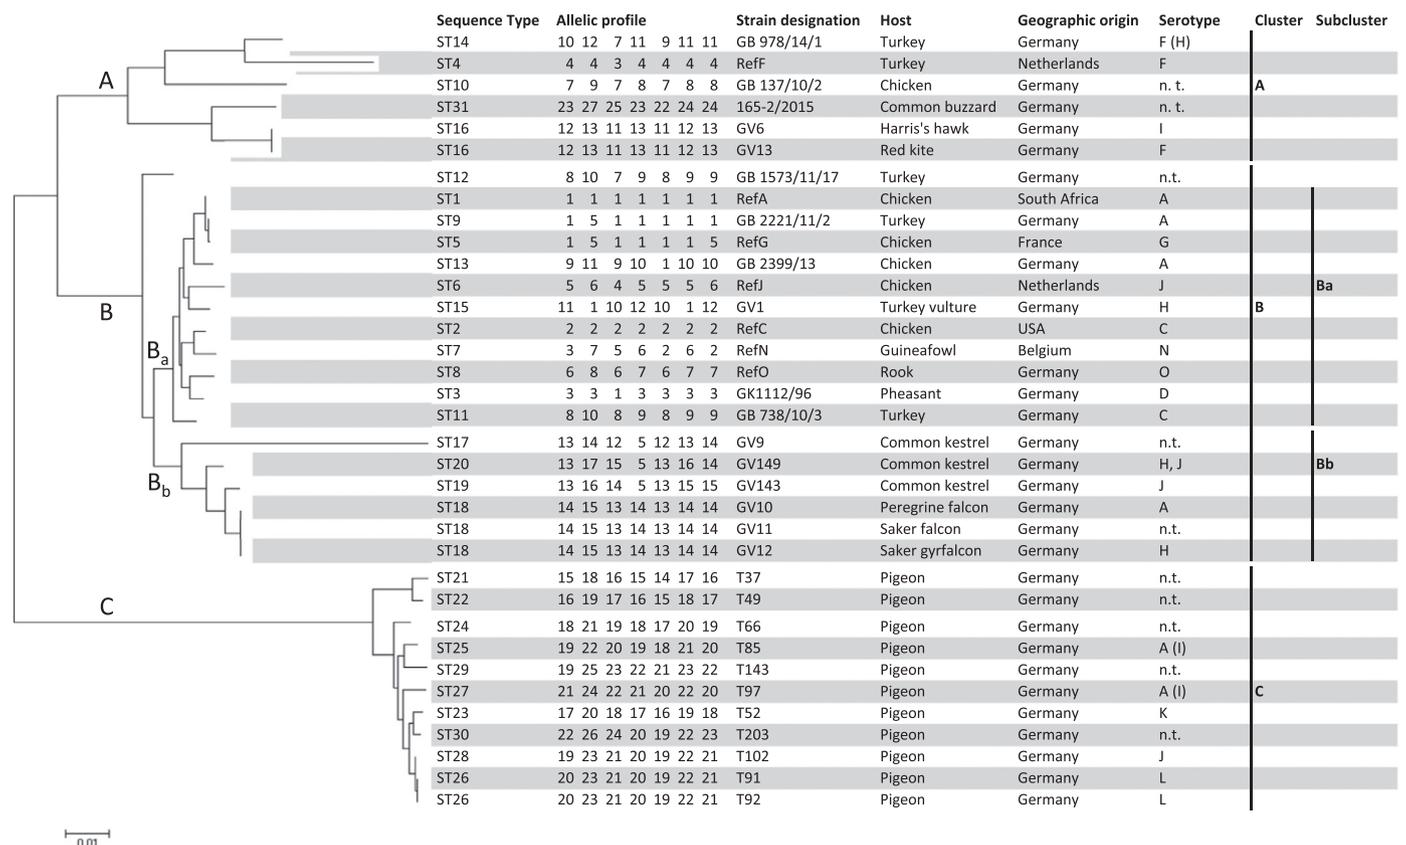 Sequence Type Allelic profile Strain designation Host Geographic origin Serotype Cluster Subcluster
ST14 10 12 7 11 9 11 11 GB 978/14/1 Turkey Germany F (H)
ST4 4 4 3 4 4 4 4 RefF Turkey Netherlands F
A
ST10 7 9 7 8 7 8 8 GB 137/10/2 Chicken Germany n. t. A
ST31 23 27 25 23 22 24 24 165-2/2015 Common buzzard Germany n. t.
ST16 12 13 11 13 11 12 13 GV6 Harris's hawk Germany I
ST16 12 13 11 13 11 12 13 GV13 Red kite Germany F
ST12 8 10 7 9 8 9 9 GB 1573/11/17 Turkey Germany n.t.
ST1 1 1 1 1 1 1 1 RefA Chicken South Africa A
ST9 1 5 1 1 1 1 1 GB 2221/11/2 Turkey Germany A
ST5 1 5 1 1 1 1 5 RefG Chicken France G
ST13 9 11 9 10 1 10 10 GB 2399/13 Chicken Germany A
ST6 5 6 4 5 5 5 6 RefJ Chicken Netherlands J Ba
B ST15 11 1 10 12 10 1 12 GV1 Turkey vulture Germany H B
ST2 2 2 2 2 2 2 2 RefC Chicken USA C
Ba ST7 3 7 5 6 2 6 2 RefN Guineafowl Belgium N
ST8 6 8 6 7 6 7 7 RefO Rook Germany O
ST3 3 3 1 3 3 3 3 GK1112/96 Pheasant Germany D
ST11 8 10 8 9 8 9 9 GB 738/10/3 Turkey Germany C
ST17 13 14 12 5 12 13 14 GV9 Common kestrel Germany n.t.
ST20 13 17 15 5 13 16 14 GV149 Common kestrel Germany H, J Bb
Bb ST19 13 16 14 5 13 15 15 GV143 Common kestrel Germany J
ST18 14 15 13 14 13 14 14 GV10 Peregrine falcon Germany A
ST18 14 15 13 14 13 14 14 GV11 Saker falcon Germany n.t.
ST18 14 15 13 14 13 14 14 GV12 Saker gyrfalcon Germany H
ST21 15 18 16 15 14 17 16 T37 Pigeon Germany n.t.
C ST22 16 19 17 16 15 18 17 T49 Pigeon Germany n.t.
ST24 18 21 19 18 17 20 19 T66 Pigeon Germany n.t.
ST25 19 22 20 19 18 21 20 T85 Pigeon Germany A (I)
ST29 19 25 23 22 21 23 22 T143 Pigeon Germany n.t.
ST27 21 24 22 21 20 22 20 T97 Pigeon Germany A (I) C
ST23 17 20 18 17 16 19 18 T52 Pigeon Germany K
ST30 22 26 24 20 19 22 23 T203 Pigeon Germany n.t.
ST28 19 23 21 20 19 22 21 T102 Pigeon Germany J
ST26 20 23 21 20 19 22 21 T91 Pigeon Germany L
ST26 20 23 21 20 19 22 21 T92 Pigeon Germany L
0.01